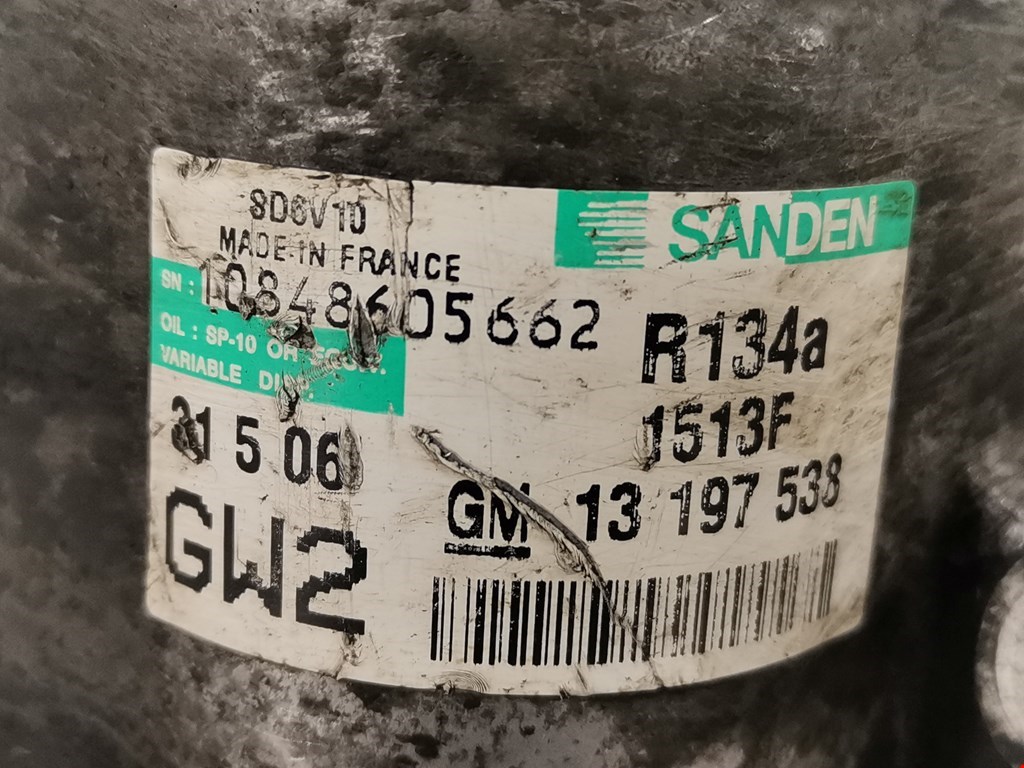 SANDEN
SD6V10
MADE IN FRANCE
SN : 10848605662
OIL : SP-10 OR
VARIABLE
R134a
1513F
31 5 06
GM 13 197 538
GW2